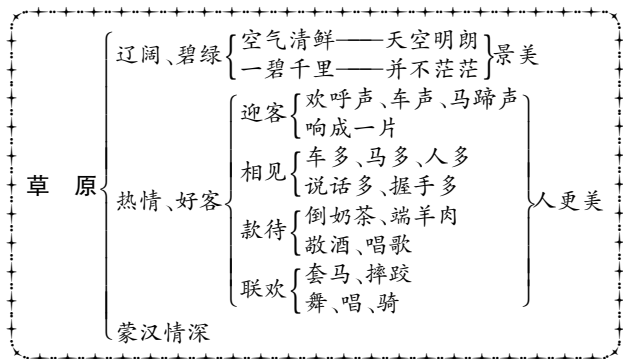 草 原
辽阔、碧绿
空气清鲜——天空明朗
一碧千里——并不茫茫
景美
热情、好客
迎客
欢呼声、车声、马蹄声
响成一片
相见
车多、马多、人多
说话多、握手多
款待
倒奶茶、端羊肉
敬酒、唱歌
联欢
套马、摔跤
舞、唱、骑
人更美
蒙汉情深